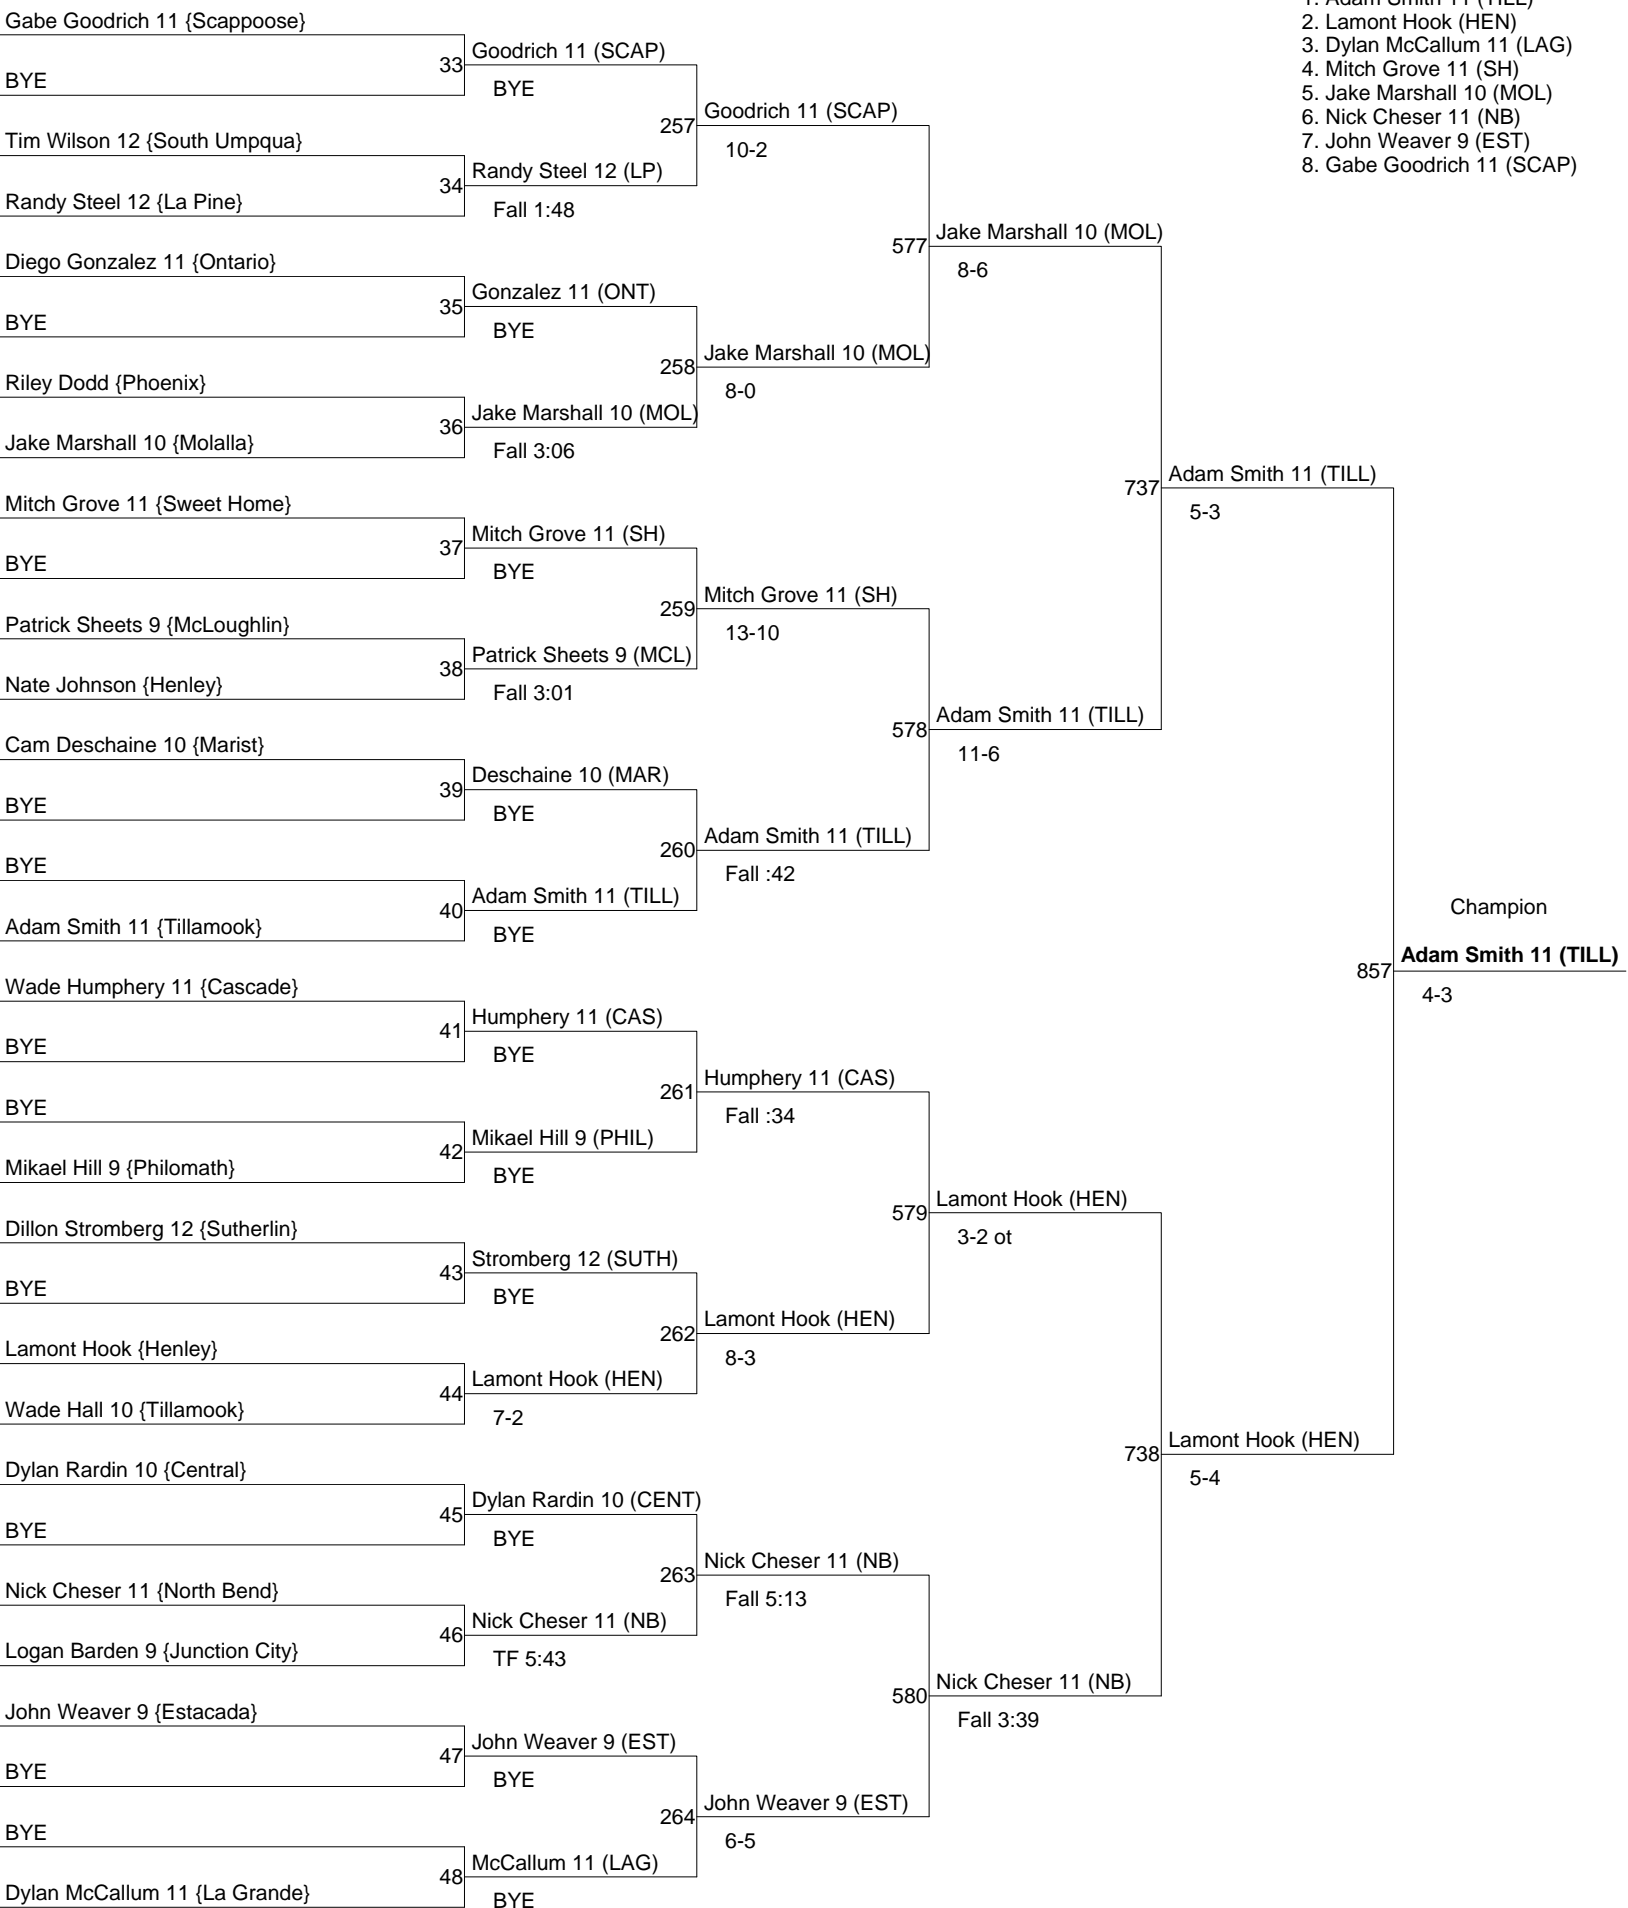 1. Adam Smith 11 (TILL)
2. Lamont Hook (HEN)
3. Dylan McCallum 11 (LAG)
4. Mitch Grove 11 (SH)
5. Jake Marshall 10 (MOL)
6. Nick Cheser 11 (NB)
7. John Weaver 9 (EST)
8. Gabe Goodrich 11 (SCAP)
Gabe Goodrich 11 {Scappoose}
BYE
Tim Wilson 12 {South Umpqua}
Randy Steel 12 {La Pine}
Diego Gonzalez 11 {Ontario}
BYE
Riley Dodd {Phoenix}
Jake Marshall 10 {Molalla}
Mitch Grove 11 {Sweet Home}
BYE
Patrick Sheets 9 {McLoughlin}
Nate Johnson {Henley}
Cam Deschaine 10 {Marist}
BYE
BYE
Adam Smith 11 {Tillamook}
Wade Humphery 11 {Cascade}
BYE
BYE
Mikael Hill 9 {Philomath}
Dillon Stromberg 12 {Sutherlin}
BYE
Lamont Hook {Henley}
Wade Hall 10 {Tillamook}
Dylan Rardin 10 {Central}
BYE
Nick Cheser 11 {North Bend}
Logan Barden 9 {Junction City}
John Weaver 9 {Estacada}
BYE
BYE
Dylan McCallum 11 {La Grande}
33 Goodrich 11 (SCAP)
BYE
34 Randy Steel 12 (LP)
Fall 1:48
35 Gonzalez 11 (ONT)
BYE
36 Jake Marshall 10 (MOL)
Fall 3:06
37 Mitch Grove 11 (SH)
BYE
38 Patrick Sheets 9 (MCL)
Fall 3:01
39 Deschaine 10 (MAR)
BYE
40 Adam Smith 11 (TILL)
BYE
41 Humphery 11 (CAS)
BYE
42 Mikael Hill 9 (PHIL)
BYE
43 Stromberg 12 (SUTH)
BYE
44 Lamont Hook (HEN)
7-2
45 Dylan Rardin 10 (CENT)
BYE
46 Nick Cheser 11 (NB)
TF 5:43
47 John Weaver 9 (EST)
BYE
48 McCallum 11 (LAG)
BYE
257 Goodrich 11 (SCAP)
10-2
258 Jake Marshall 10 (MOL)
8-0
259 Mitch Grove 11 (SH)
13-10
260 Adam Smith 11 (TILL)
Fall :42
261 Humphery 11 (CAS)
Fall :34
262 Lamont Hook (HEN)
8-3
263 Nick Cheser 11 (NB)
Fall 5:13
264 John Weaver 9 (EST)
6-5
577 Jake Marshall 10 (MOL)
8-6
578 Adam Smith 11 (TILL)
11-6
579 Lamont Hook (HEN)
3-2 ot
580 Nick Cheser 11 (NB)
Fall 3:39
737 Adam Smith 11 (TILL)
5-3
738 Lamont Hook (HEN)
5-4
Champion
857 Adam Smith 11 (TILL)
4-3